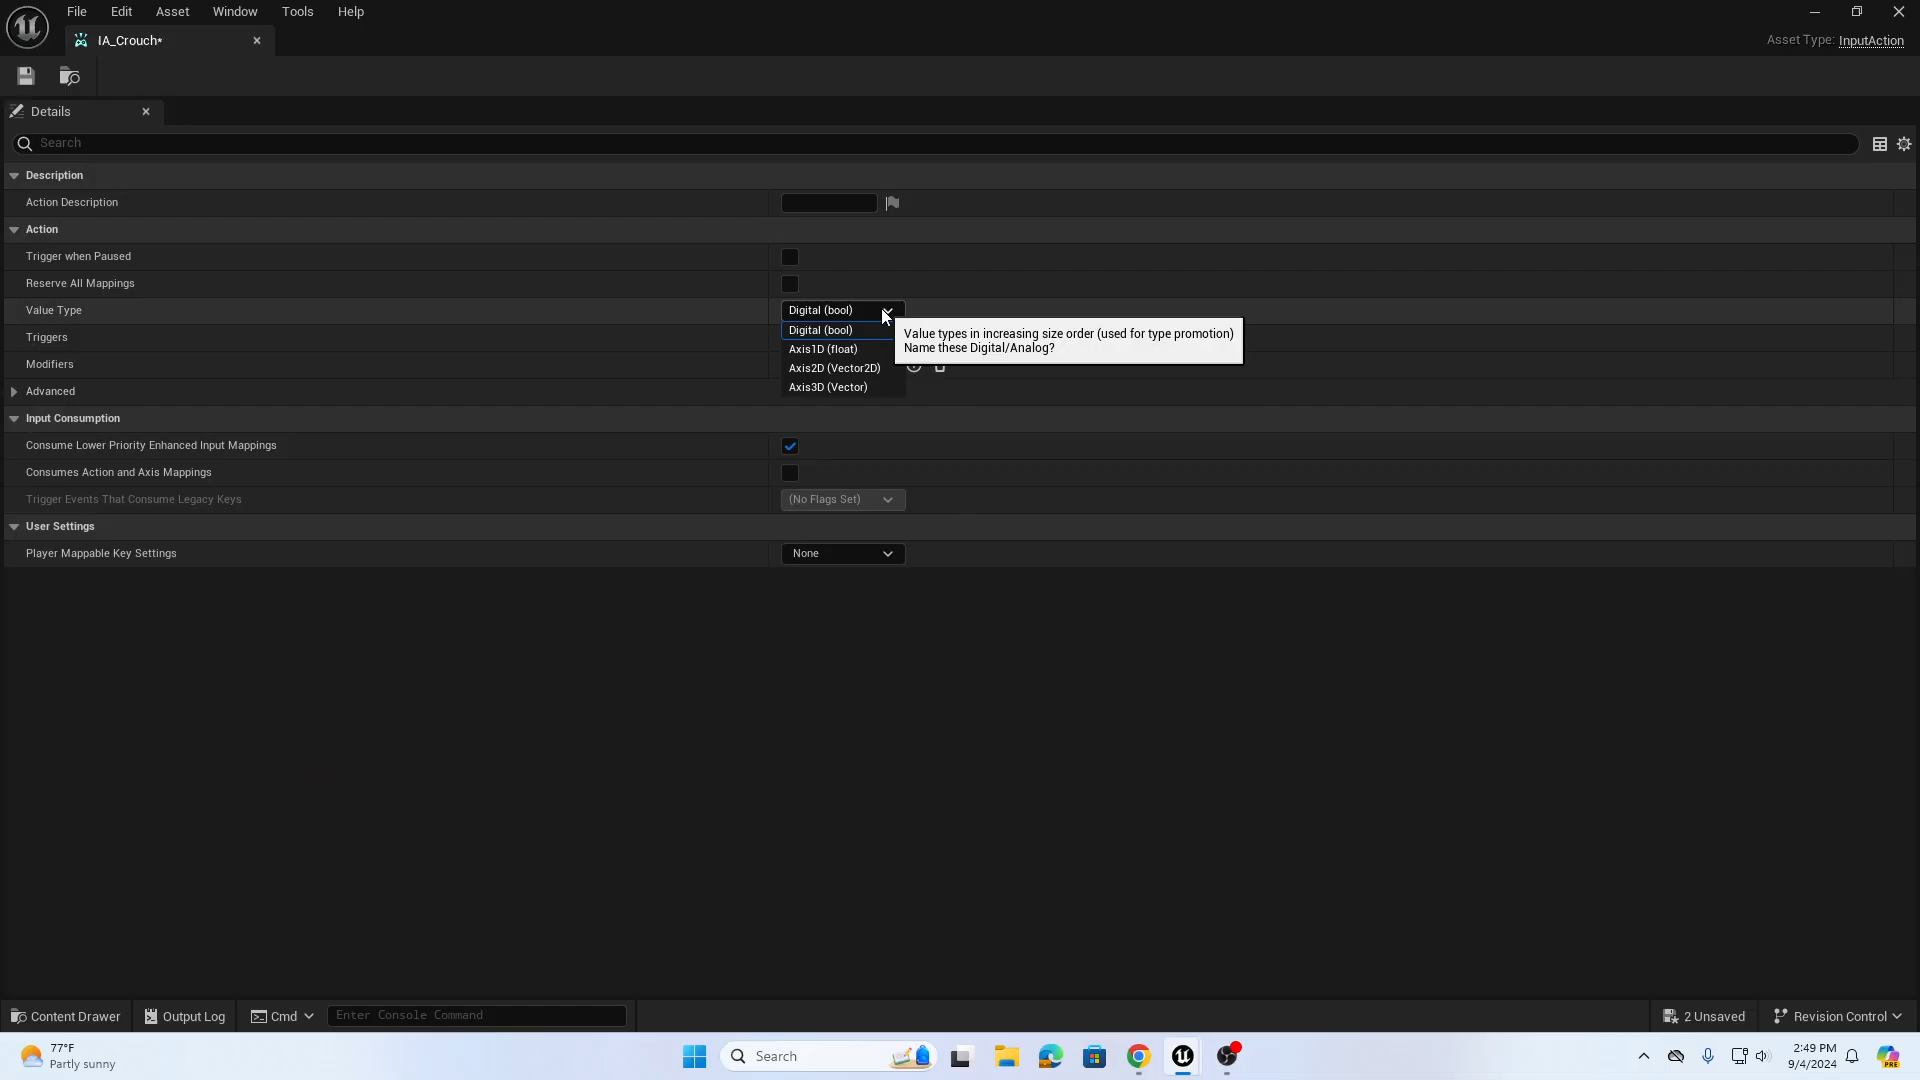 File Edit Asset Window Tools Help
IA_Crouch*
Asset Type: InputAction
Details
Search
Description
Action Description
Action
Trigger when Paused
Reserve All Mappings
Value Type
Digital (bool)
Digital (bool)
Value types in increasing size order (used for type promotion)
Name these Digital/Analog?
Triggers
Axis1D (float)
Modifiers
Axis2D (Vector2D)
Axis3D (Vector)
Advanced
Input Consumption
Consume Lower Priority Enhanced Input Mappings
Consumes Action and Axis Mappings
Trigger Events That Consume Legacy Keys
(No Flags Set)
User Settings
Player Mappable Key Settings
None
Content Drawer
Output Log
Cmd
Enter Console Command
2 Unsaved
Revision Control
77°F
Partly sunny
Search
2:49 PM
9/4/2024
PRE